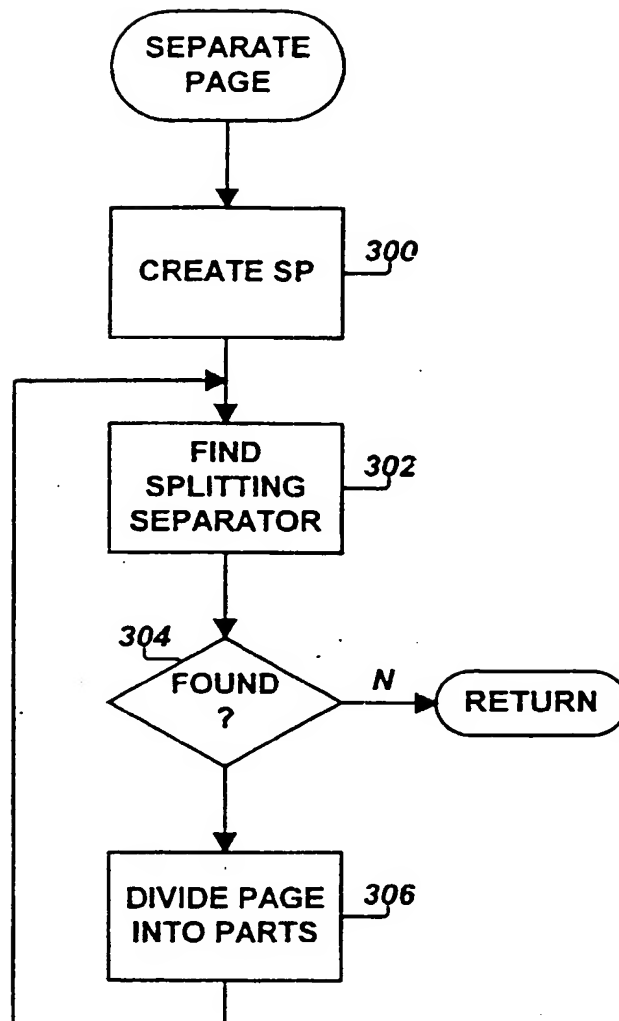 SEPARATE
PAGE
CREATE SP
300
FIND
SPLITTING
SEPARATOR
302
304
FOUND
?
N
RETURN
DIVIDE PAGE
INTO PARTS
306